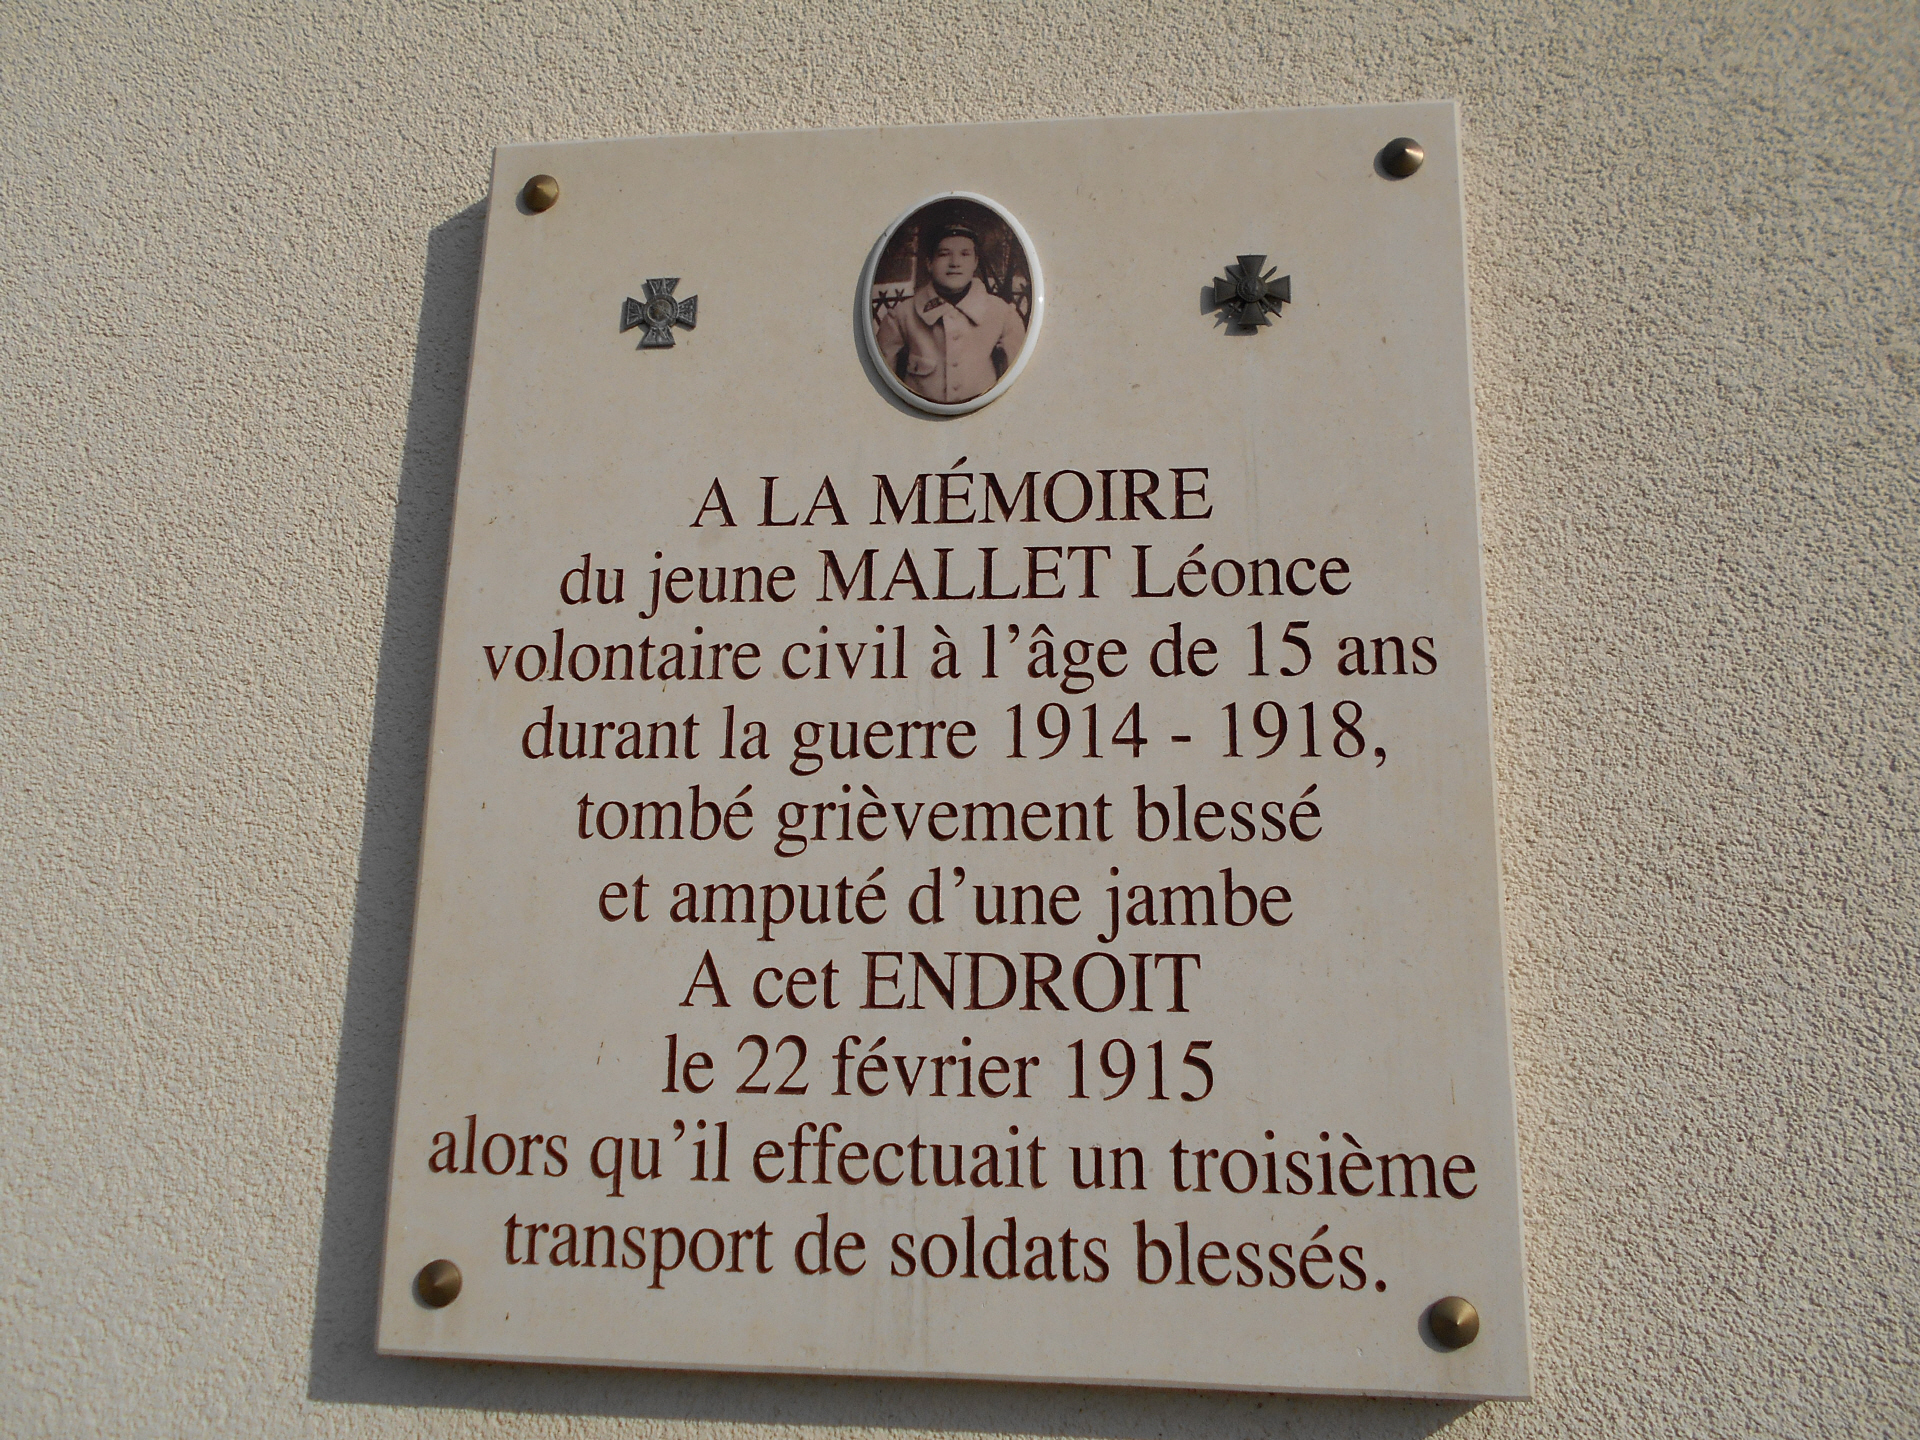 A LA MÉMOIRE
du jeune MALLET Léonce
volontaire civil à l'âge de 15 ans
durant la guerre 1914 - 1918,
tombé grièvement blessé
et amputé d'une jambe
A cet ENDROIT
le 22 février 1915
alors qu'il effectuait un troisième
transport de soldats blessés.